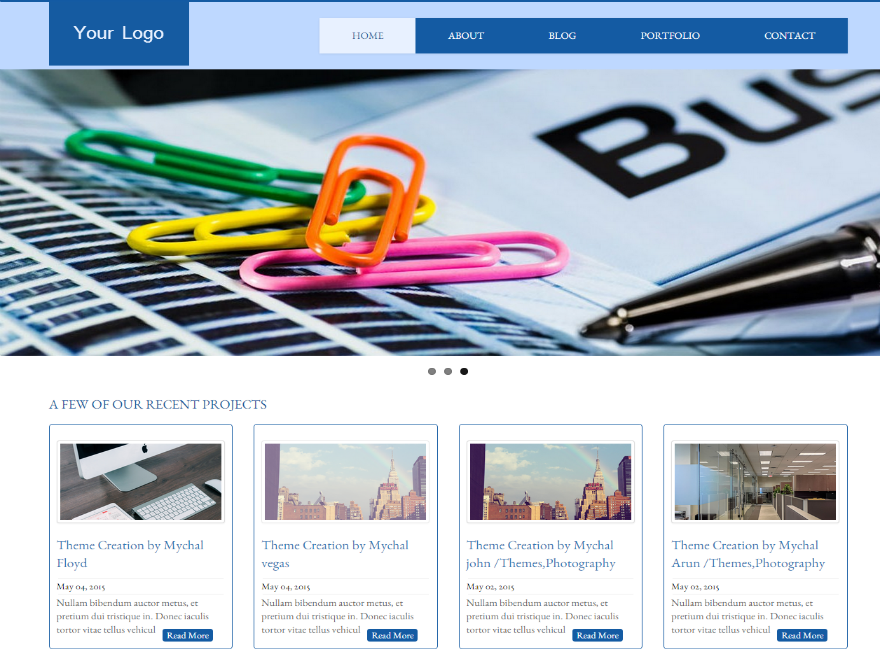 Your Logo
HOME ABOUT BLOG PORTFOLIO CONTACT
BUS
A FEW OF OUR RECENT PROJECTS
Theme Creation by Mychal
Floyd
May 04, 2015
Nullam bibendum auctor metus, et
pretium dui tristique in. Donec iaculis
tortor vitae tellus vehicul Read More
Theme Creation by Mychal
vegas
May 04, 2015
Nullam bibendum auctor metus, et
pretium dui tristique in. Donec iaculis
tortor vitae tellus vehicul Read More
Theme Creation by Mychal
john /Themes,Photography
May 02, 2015
Nullam bibendum auctor metus, et
pretium dui tristique in. Donec iaculis
tortor vitae tellus vehicul Read More
Theme Creation by Mychal
Arun /Themes,Photography
May 02, 2015
Nullam bibendum auctor metus, et
pretium dui tristique in. Donec iaculis
tortor vitae tellus vehicul Read More